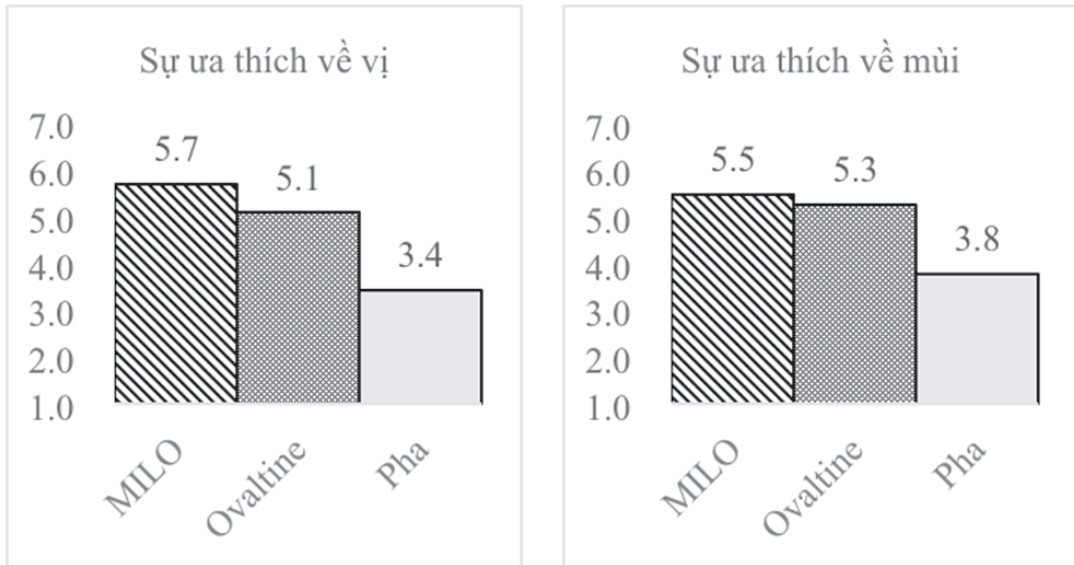 Sự ưa thích về vị
7.0
6.0
5.0
4.0
3.0
2.0
1.0
5.7
5.1
3.4
MILO
Ovaltine
Pha
Sự ưa thích về mùi
7.0
6.0
5.0
4.0
3.0
2.0
1.0
5.5
5.3
3.8
MILO
Ovaltine
Pha